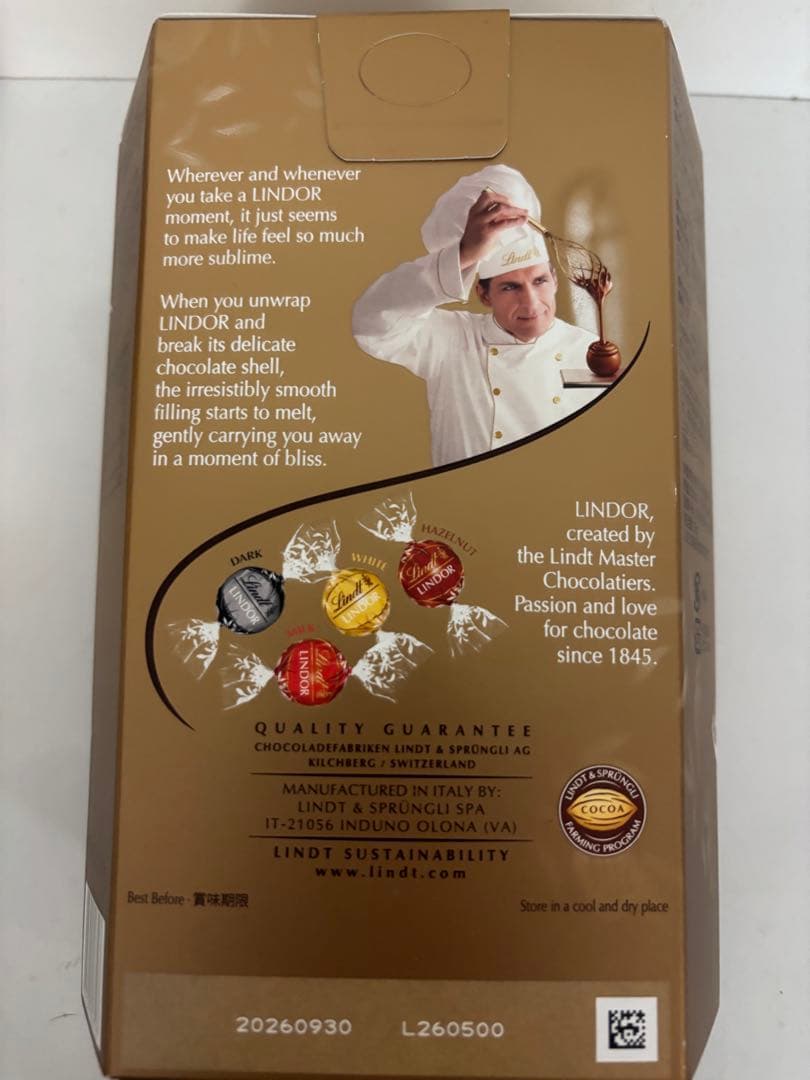 Wherever and whenever
you take a LINDOR
moment, it just seems
to make life feel so much
more sublime.
When you unwrap
LINDOR and
break its delicate
chocolate shell,
the irresistibly smooth
filling starts to melt,
gently carrying you away
in a moment of bliss.
Lindt
LINDOR,
created by
the Lindt Master
Chocolatiers.
Passion and love
for chocolate
since 1845.
DARK
Lindt
LINDOR
WHITE
Lindt
LINDOR
HAZELNUT
Lindt
LINDOR
MILK
Lindt
LINDOR
QUALITY GUARANTEE
CHOCOLADEFABRIKEN LINDT & SPRÜNGLI AG
KILCHBERG / SWITZERLAND
MANUFACTURED IN ITALY BY:
LINDT & SPRÜNGLI SPA
IT-21056 INDUNO OLONA (VA)
LINDT SUSTAINABILITY
www.lindt.com
LINDT & SPRÜNGLI
COCOA
FARMING PROGRAM
Best Before · 賞味期限
Store in a cool and dry place
20260930 L260500